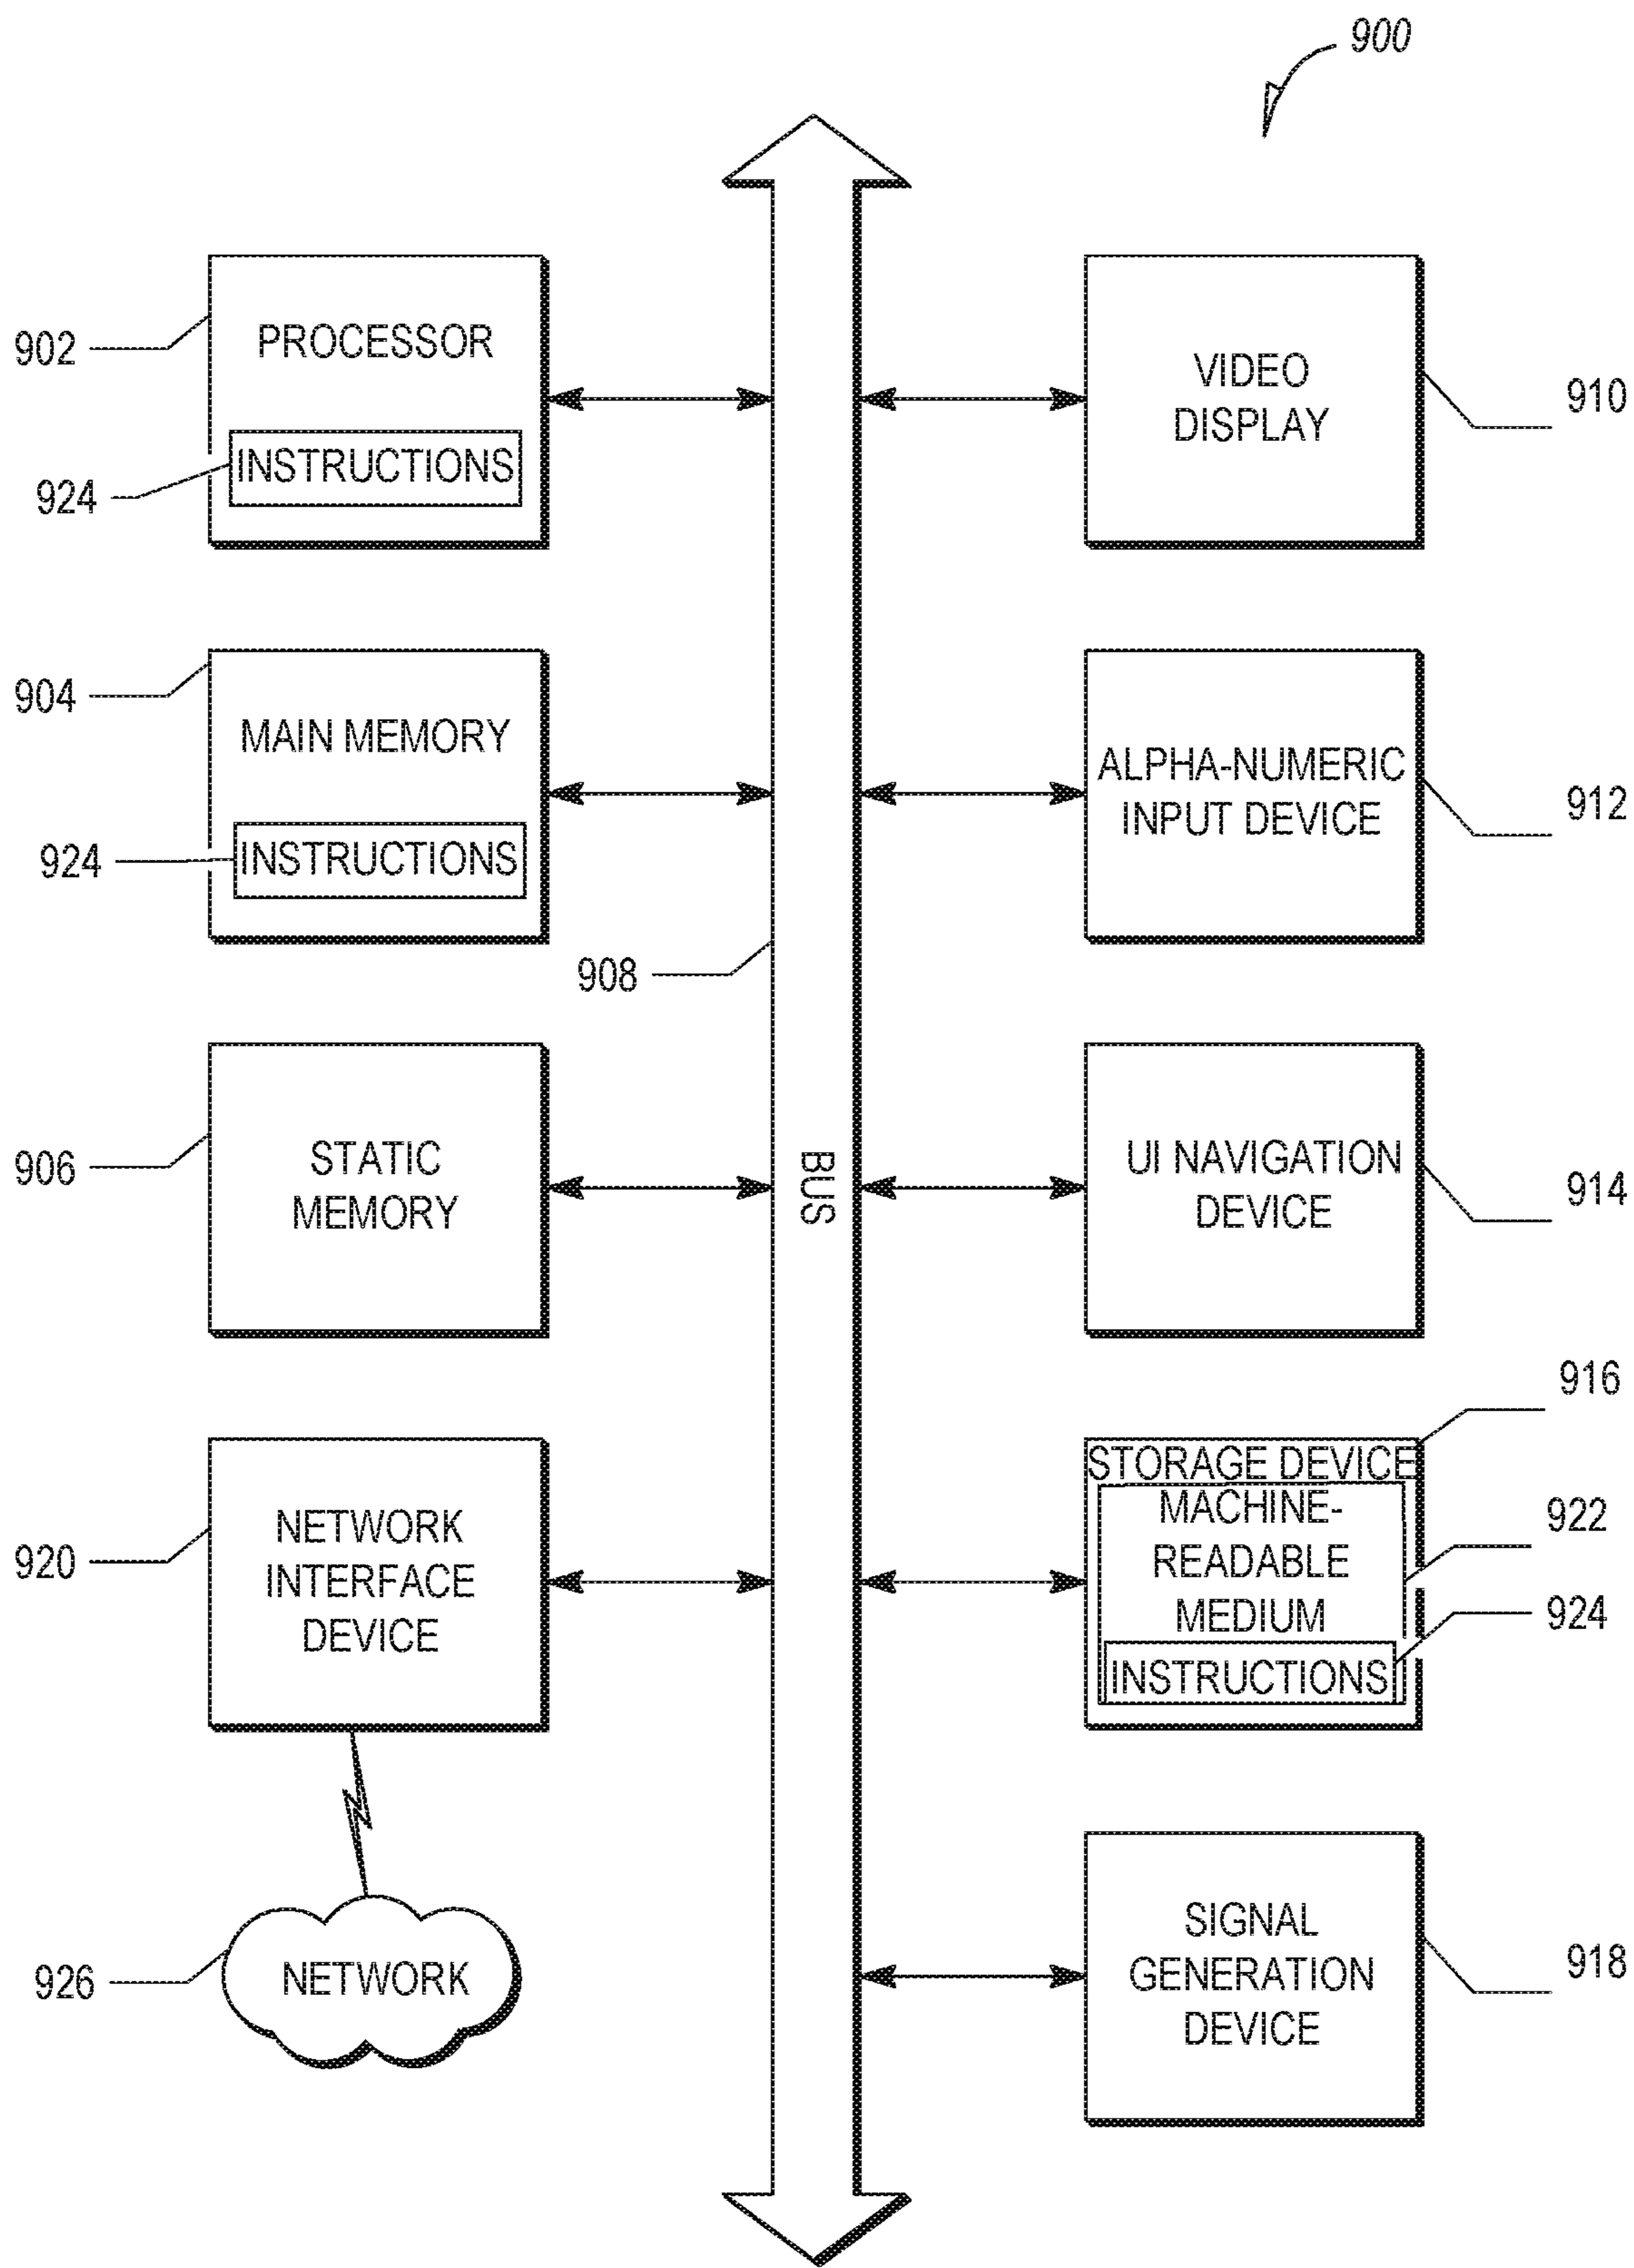 900
902
PROCESSOR
924
INSTRUCTIONS
904
MAIN MEMORY
924
INSTRUCTIONS
908
906
STATIC
MEMORY
920
NETWORK
INTERFACE
DEVICE
926
NETWORK
BUS
VIDEO
DISPLAY
910
ALPHA-NUMERIC
INPUT DEVICE
912
UI NAVIGATION
DEVICE
914
916
STORAGE DEVICE
MACHINE-
READABLE
MEDIUM
922
924
INSTRUCTIONS
SIGNAL
GENERATION
DEVICE
918